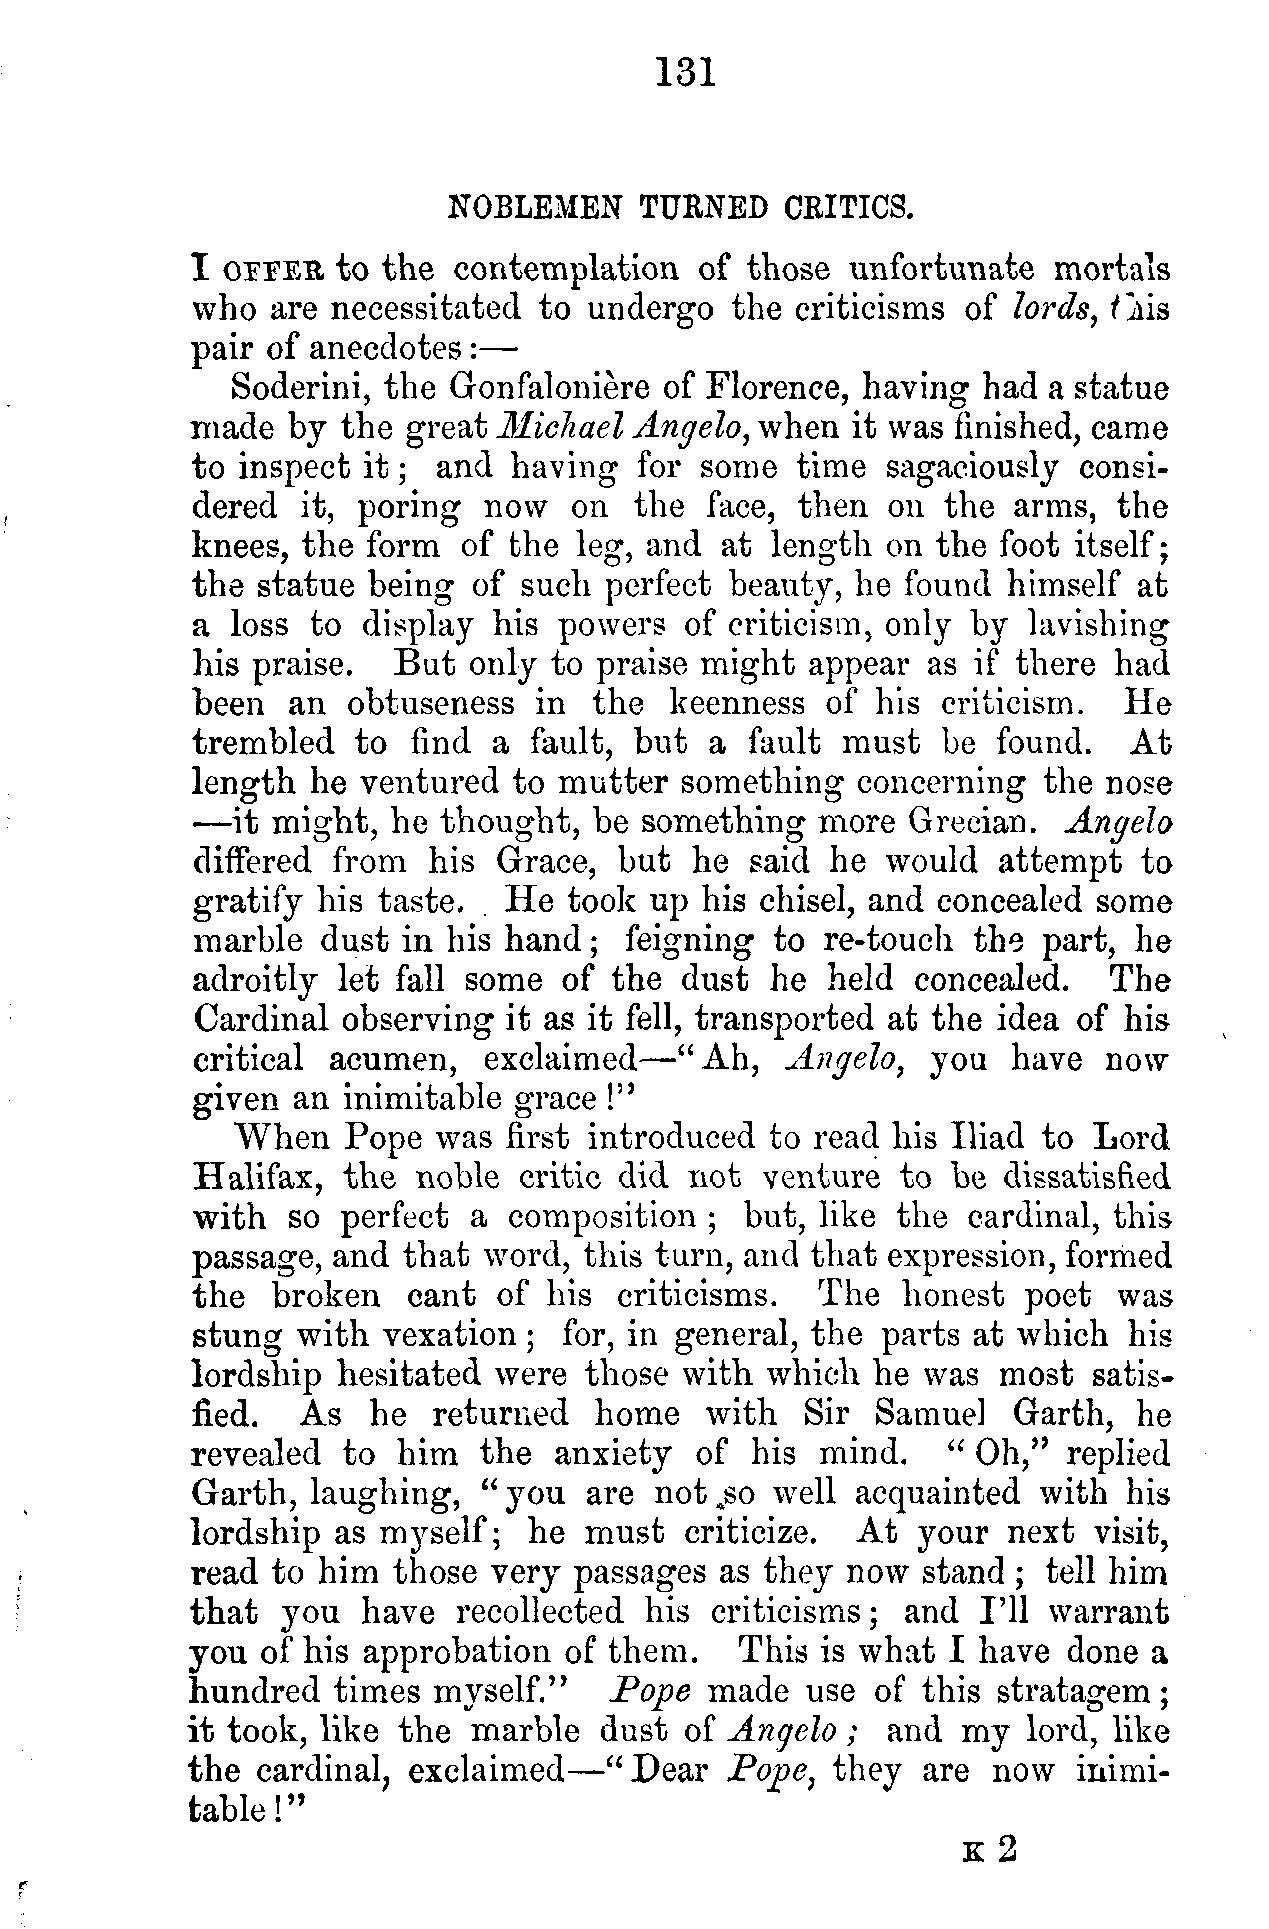 131
NOBLEMEN TURNED CRITICS.
I OFFER to the contemplation of those unfortunate mortals
who are necessitated to undergo the criticisms of lords, this
pair of anecdotes:—
Soderini, the Gonfalonière of Florence, having had a statue
made by the great Michael Angelo, when it was finished, came
to inspect it; and having for some time sagaciously consi-
dered it, poring now on the face, then on the arms, the
knees, the form of the leg, and at length on the foot itself;
the statue being of such perfect beauty, he found himself at
a loss to display his powers of criticism, only by lavishing
his praise. But only to praise might appear as if there had
been an obtuseness in the keenness of his criticism. He
trembled to find a fault, but a fault must be found. At
length he ventured to mutter something concerning the nose
—it might, he thought, be something more Grecian. Angelo
differed from his Grace, but he said he would attempt to
gratify his taste. He took up his chisel, and concealed some
marble dust in his hand; feigning to re-touch the part, he
adroitly let fall some of the dust he held concealed. The
Cardinal observing it as it fell, transported at the idea of his
critical acumen, exclaimed—"Ah, Angelo, you have now
given an inimitable grace!"
When Pope was first introduced to read his Iliad to Lord
Halifax, the noble critic did not venture to be dissatisfied
with so perfect a composition; but, like the cardinal, this
passage, and that word, this turn, and that expression, formed
the broken cant of his criticisms. The honest poet was
stung with vexation; for, in general, the parts at which his
lordship hesitated were those with which he was most satis-
fied. As he returned home with Sir Samuel Garth, he
revealed to him the anxiety of his mind. "Oh," replied
Garth, laughing, "you are not so well acquainted with his
lordship as myself; he must criticize. At your next visit,
read to him those very passages as they now stand; tell him
that you have recollected his criticisms; and I'll warrant
you of his approbation of them. This is what I have done a
hundred times myself." Pope made use of this stratagem;
it took, like the marble dust of Angelo; and my lord, like
the cardinal, exclaimed—"Dear Pope, they are now inimi-
table!"
K 2